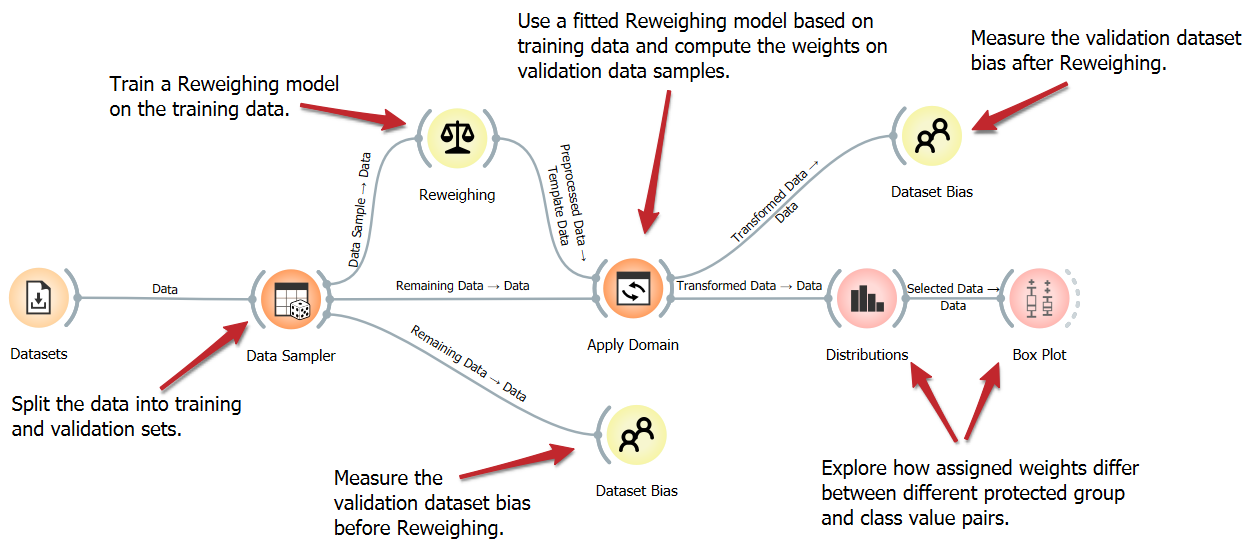 Use a fitted Reweighing model based on
training data and compute the weights on
validation data samples.
Measure the validation dataset
bias after Reweighing.
Train a Reweighing model
on the training data.
Reweighing
Dataset Bias
Data Sample → Data
Preprocessed Data →
Template Data
Transformed Data →
Data
Data
Remaining Data → Data
Transformed Data → Data
Selected Data →
Data
Datasets
Data Sampler
Apply Domain
Distributions
Box Plot
Remaining Data → Data
Split the data into training
and validation sets.
Measure the
validation dataset bias
before Reweighing.
Dataset Bias
Explore how assigned weights differ
between different protected group
and class value pairs.